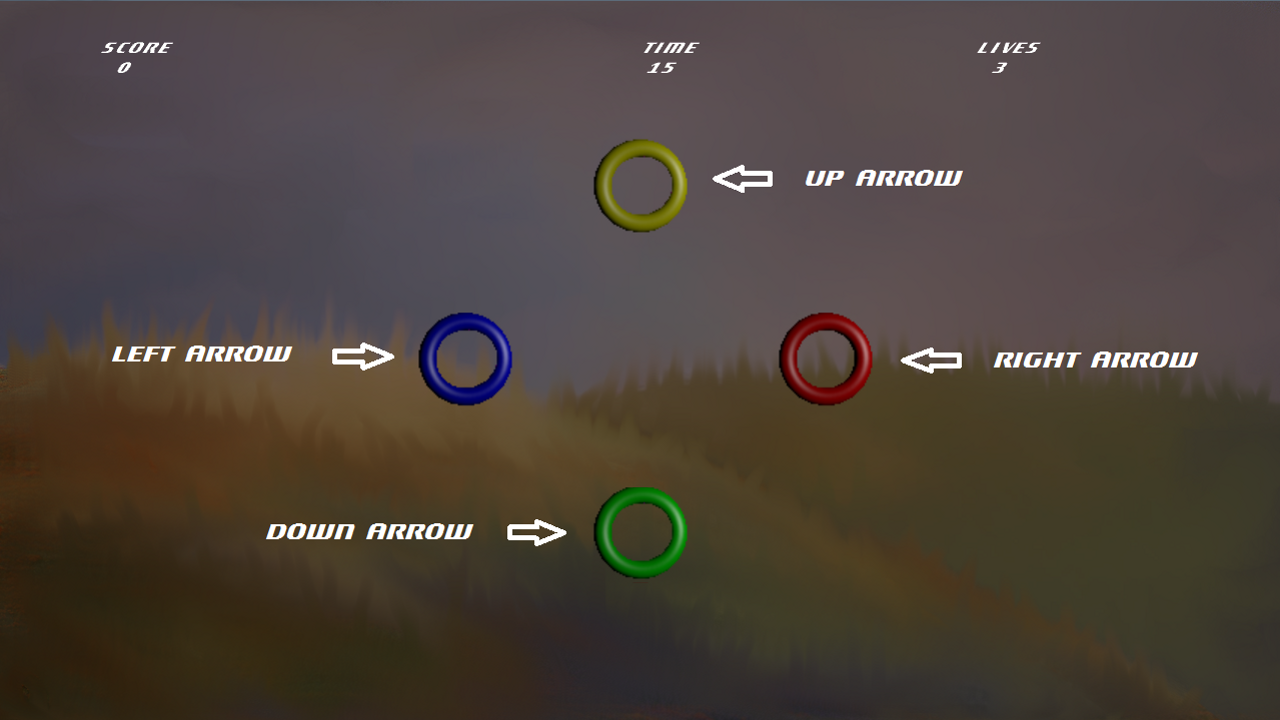 SCORE
0
TIME
15
LIVES
3
UP ARROW
LEFT ARROW
RIGHT ARROW
DOWN ARROW